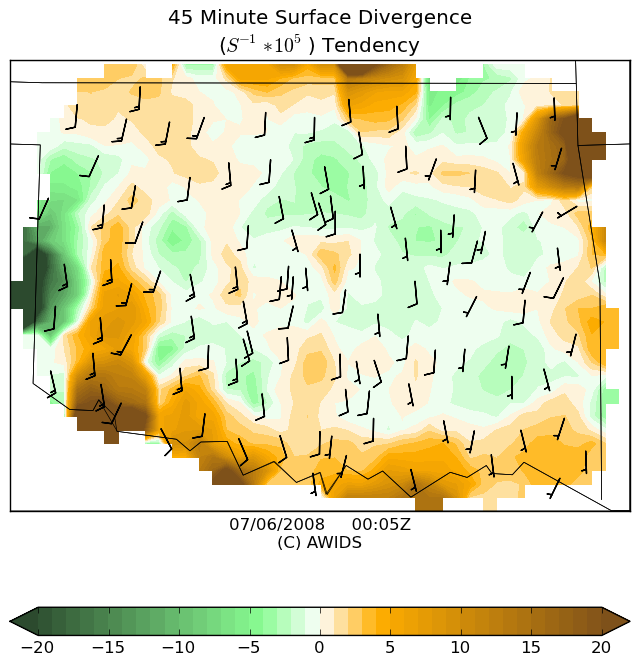 45 Minute Surface Divergence
(S⁻¹ * 10⁵ ) Tendency
07/06/2008 00:05Z
(C) AWIDS
−20 −15 −10 −5 0 5 10 15 20